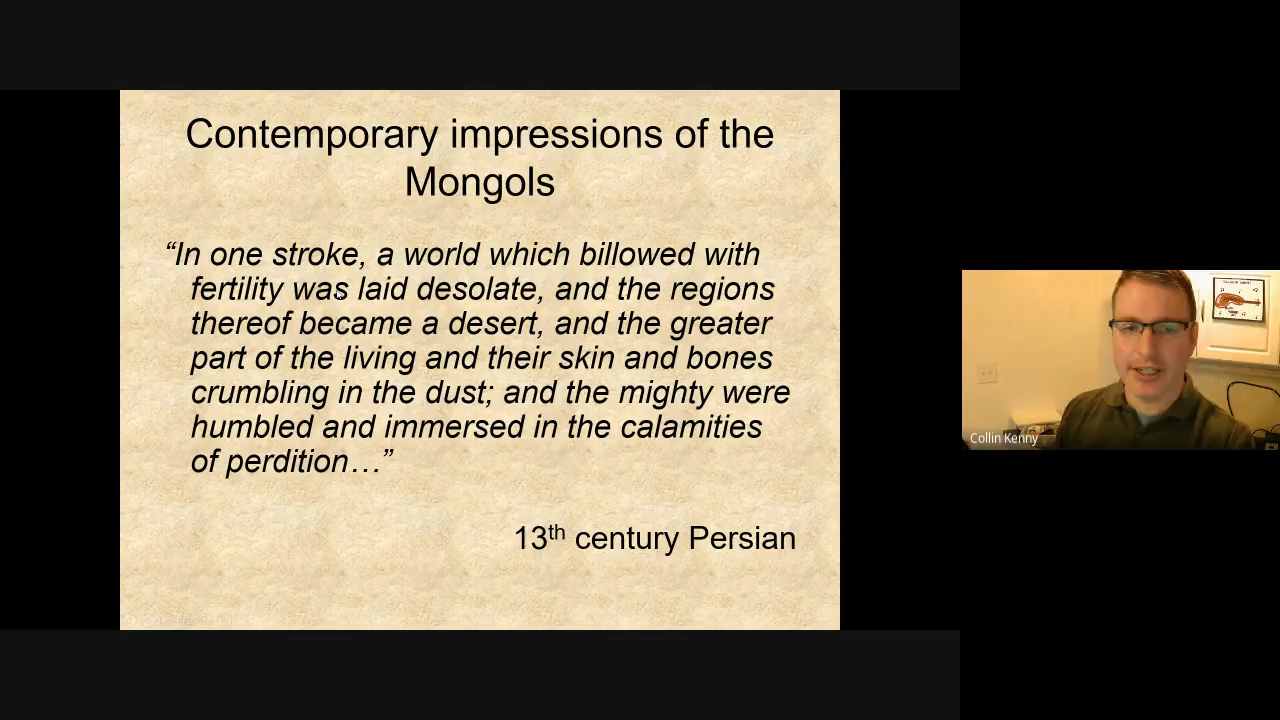 Contemporary impressions of the
Mongols
“In one stroke, a world which billowed with
fertility was laid desolate, and the regions
thereof became a desert, and the greater
part of the living and their skin and bones
crumbling in the dust; and the mighty were
humbled and immersed in the calamities
of perdition…”
13th century Persian
Collin Kenny